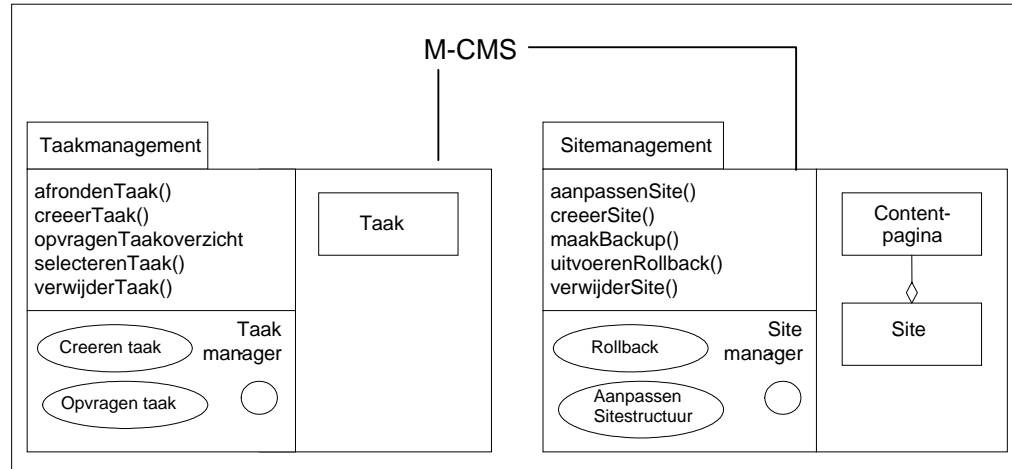 M-CMS
Taakmanagement
afrondenTaak()
creeerTaak()
opvragenTaakoverzicht
selecterenTaak()
verwijderTaak()
Taak
Creeren taak
Taak
manager
Opvragen taak
Sitemanagement
aanpassenSite()
creeerSite()
maakBackup()
uitvoerenRollback()
verwijderSite()
Content-
pagina
Site
Rollback
Site
manager
Aanpassen
Sitestructuur